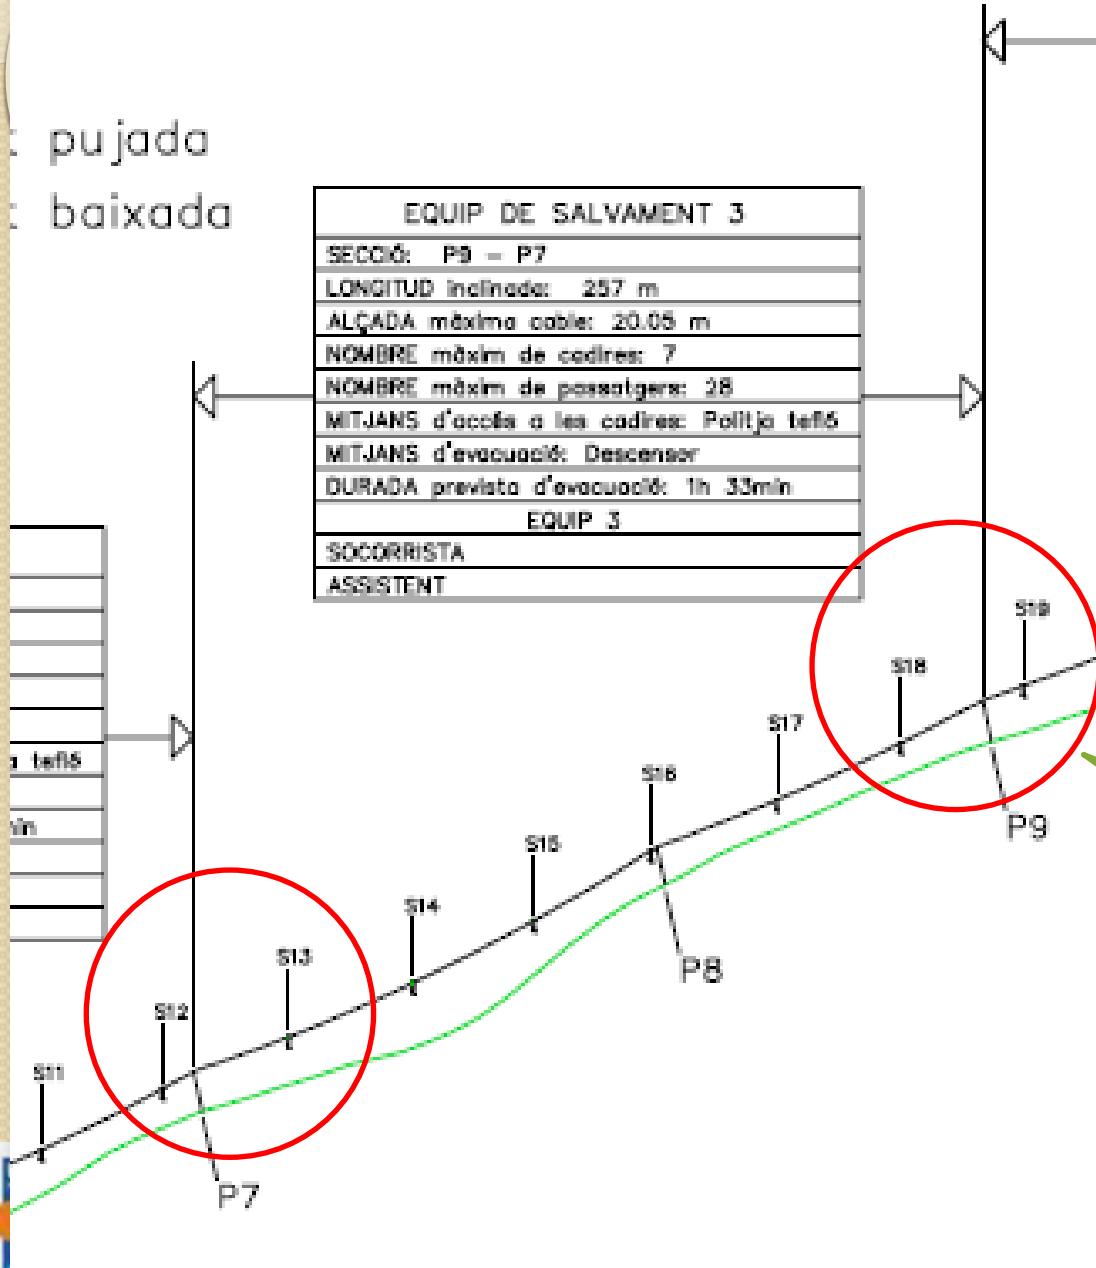 : pujada
: baixada
EQUIP DE SALVAMENT 3
SECCIÓ: P9 - P7
LONGITUD inclinada: 257 m
ALÇADA màxima cable: 20.05 m
NOMBRE màxim de cadires: 7
NOMBRE màxim de passatgers: 28
MITJANS d'accés a les cadires: Politja tefló
MITJANS d'evacuació: Descensor
DURADA prevista d'evacuació: 1h 33min
EQUIP 3
SOCORRISTA
ASSISTENT
tefló
S19
S18
S17
S16
P9
S15
S14
P8
S13
S12
S11
P7